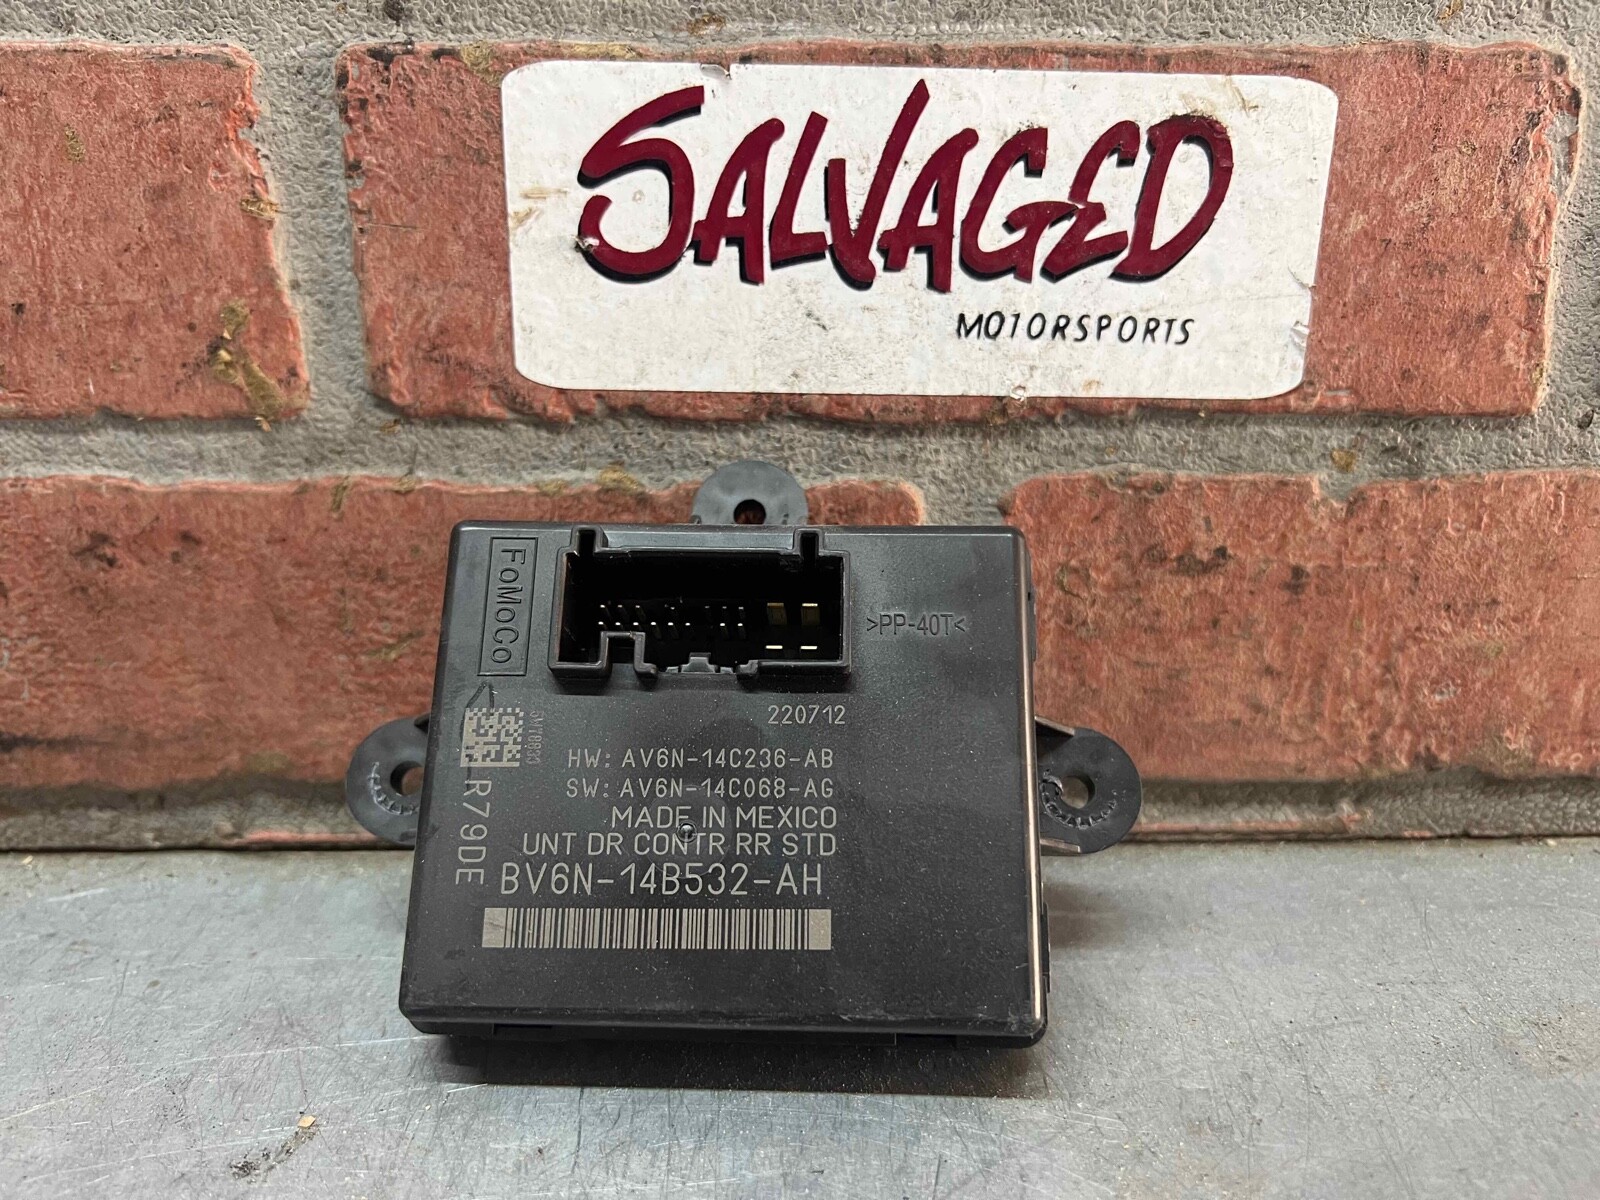 SALVAGED
MOTORSPORTS
FoMoCo
>PP-40T<
220712
HW: AV6N-14C236-AB
SW: AV6N-14C068-AG
MADE IN MEXICO
UNT DR CONTR RR STD
BV6N-14B532-AH
R79DE